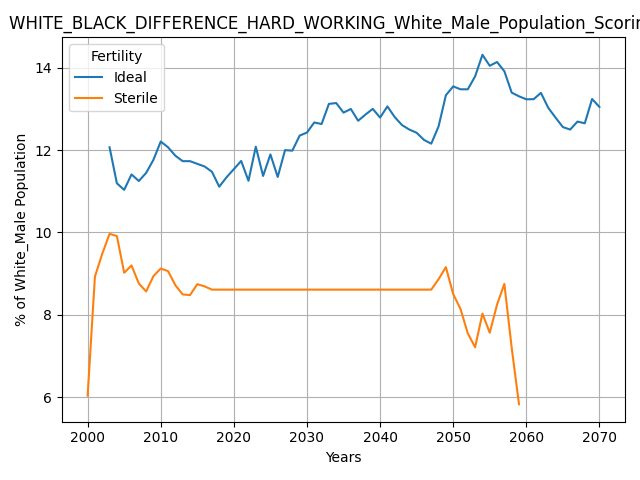 WHITE_BLACK_DIFFERENCE_HARD_WORKING_White_Male_Population_Scorin
Fertility
Ideal
Sterile
% of White_Male Population
14
12
10
8
6
2000 2010 2020 2030 2040 2050 2060 2070
Years